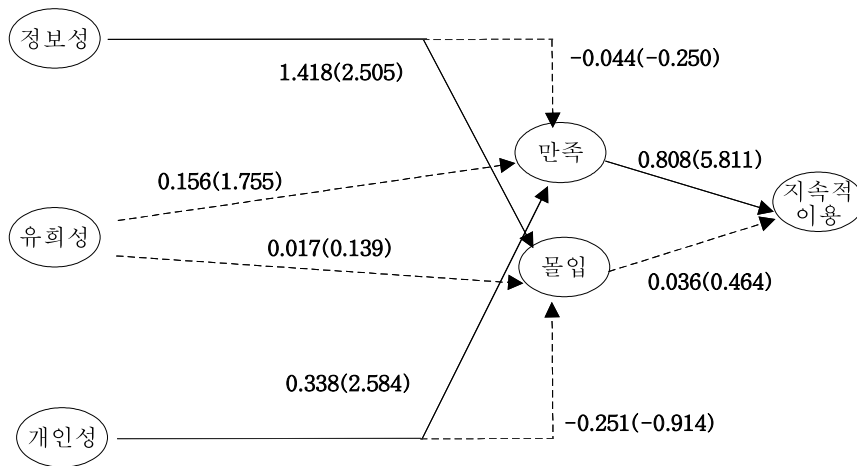 정보성
-0.044(-0.250)
1.418(2.505)
만족
0.808(5.811)
0.156(1.755)
지속적
이용
유희성
0.017(0.139)
몰입
0.036(0.464)
0.338(2.584)
-0.251(-0.914)
개인성